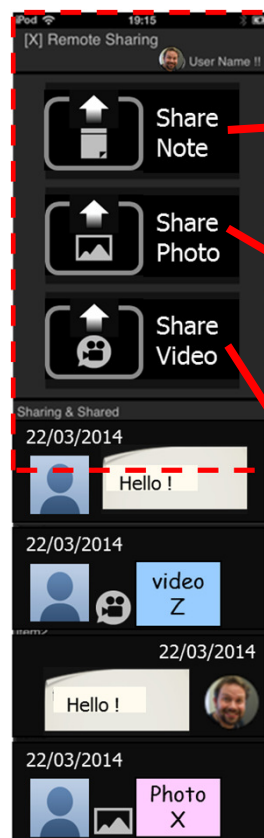 iPod 19:15
[X] Remote Sharing
User Name !!
Share
Note
Share
Photo
Share
Video
Sharing & Shared
22/03/2014
Hello !
22/03/2014
video
Z
item2
22/03/2014
Hello !
22/03/2014
Photo
X